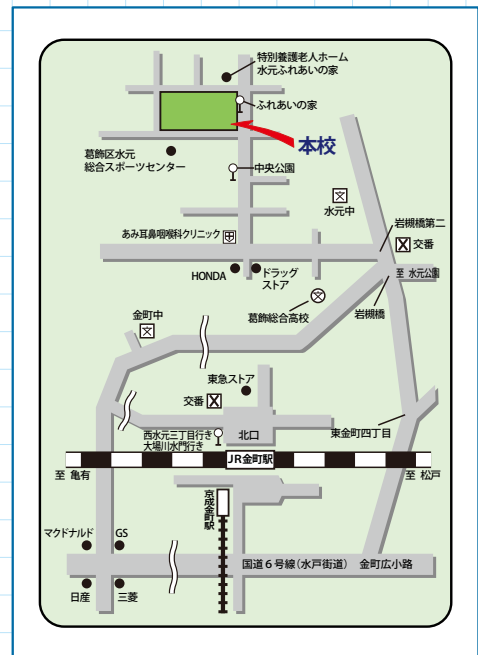 特別養護老人ホーム
水元ふれあいの家
ふれあいの家
本校
葛飾区水元
総合スポーツセンター
中央公園
文
水元中
岩槻橋第二
あみ耳鼻咽喉科クリニック
交番
至 水元公園
HONDA
ドラッグ
ストア
文
葛飾総合高校
岩槻橋
金町中
文
東急ストア
交番
西水元三丁目行き
大場川水門行き
北口
東金町四丁目
JR金町駅
至 亀有
至 松戸
京成金町駅
マクドナルド
GS
国道6号線(水戸街道)
金町広小路
日産
三菱